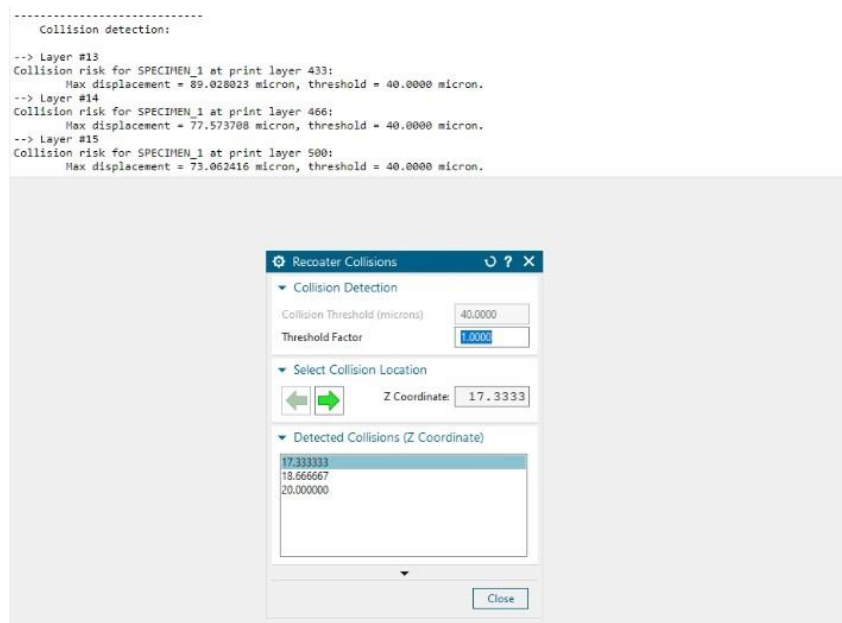 -----------------------------
Collision detection:
--> Layer #13
Collision risk for SPECIMEN_1 at print layer 433:
Max displacement = 89.028023 micron, threshold = 40.0000 micron.
--> Layer #14
Collision risk for SPECIMEN_1 at print layer 466:
Max displacement = 77.573708 micron, threshold = 40.0000 micron.
--> Layer #15
Collision risk for SPECIMEN_1 at print layer 500:
Max displacement = 73.062416 micron, threshold = 40.0000 micron.
Recoater Collisions ? X
Collision Detection
Collision Threshold (microns) 40.0000
Threshold Factor 1.0000
Select Collision Location
Z Coordinate: 17.3333
Detected Collisions (Z Coordinate)
17.333333
18.666667
20.000000
Close